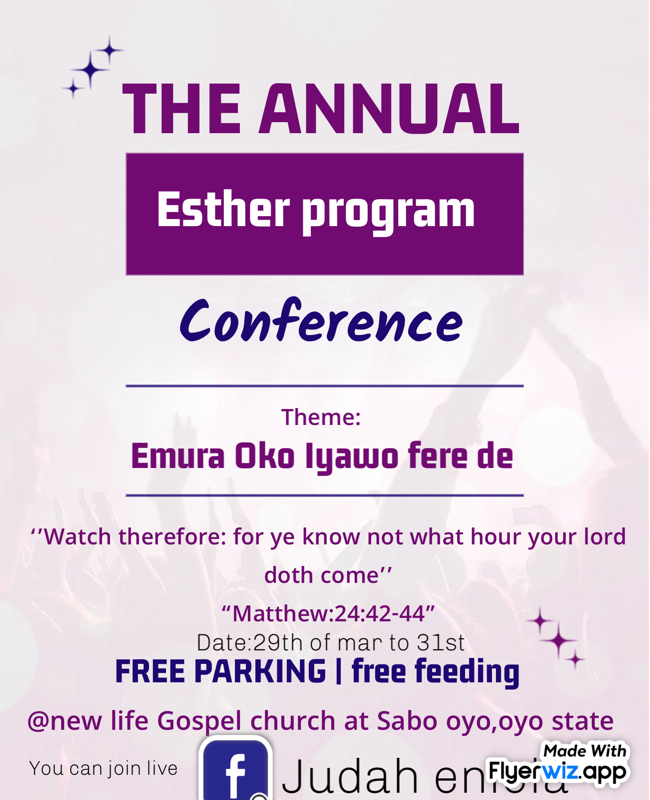 THE ANNUAL
Esther program
Conference
Theme:
Emura Oko Iyawo fere de
‘’Watch therefore: for ye know not what hour your lord
doth come’’
“Matthew:24:42-44”
Date:29th of mar to 31st
FREE PARKING | free feeding
@new life Gospel church at Sabo oyo,oyo state
You can join live
Judah eniola
Made With
Flyerwiz.app